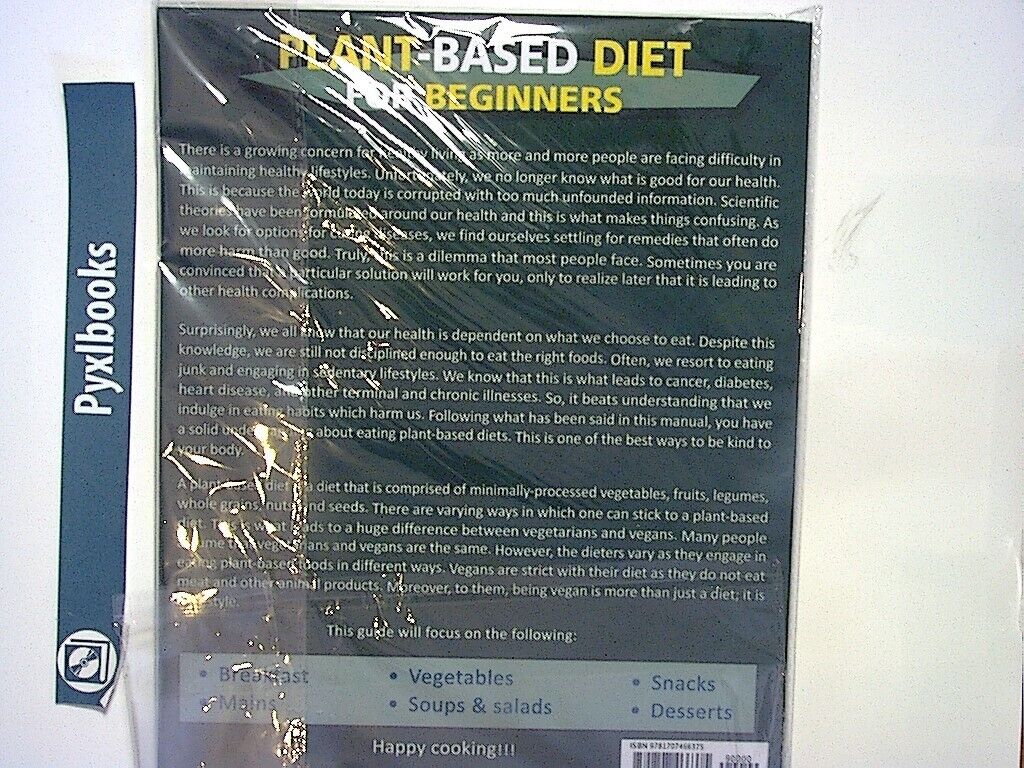 PLANT-BASED DIET
FOR BEGINNERS
There is a growing concern for healthy living as more and more people are facing difficulty in
maintaining healthy lifestyles. Unfortunately, we no longer know what is good for our health.
This is because the world today is corrupted with too much unfounded information. Scientific
theories have been formulated around our health and this is what makes things confusing. As
we look for options for curing diseases, we find ourselves settling for remedies that often do
more harm than good. Truly, this is a dilemma that most people face. Sometimes you are
convinced that a particular solution will work for you, only to realize later that it is leading to
other health complications.
Surprisingly, we all know that our health is dependent on what we choose to eat. Despite this
knowledge, we are still not disciplined enough to eat the right foods. Often, we resort to eating
junk and engaging in sedentary lifestyles. We know that this is what leads to cancer, diabetes,
heart disease, and other terminal and chronic illnesses. So, it beats understanding that we
indulge in eating habits which harm us. Following what has been said in this manual, you have
a solid understanding about eating plant-based diets. This is one of the best ways to be kind to
your body.
A plant-based diet is a diet that is comprised of minimally-processed vegetables, fruits, legumes,
whole grains, nuts and seeds. There are varying ways in which one can stick to a plant-based
diet. This is what leads to a huge difference between vegetarians and vegans. Many people
assume that vegetarians and vegans are the same. However, the dieters vary as they engage in
eating plant-based foods in different ways. Vegans are strict with their diet as they do not eat
meat and other animal products. Moreover, to them, being vegan is more than just a diet; it is
style.
This guide will focus on the following:
• Breakfast • Vegetables • Snacks
• Mains • Soups & salads • Desserts
Happy cooking!!!
ISBN 9781707466375
90000
Pyxlbooks